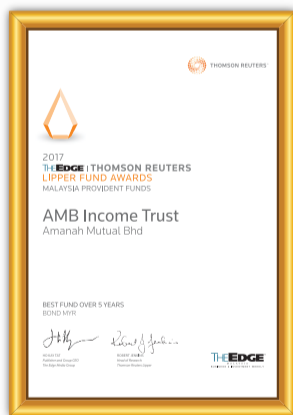 THOMSON REUTERS
2017
THE EDGE | THOMSON REUTERS
LIPPER FUND AWARDS
MALAYSIA PROVIDENT FUNDS
AMB Income Trust
Amanah Mutual Bhd
BEST FUND OVER 5 YEARS
BOND MYR
THE EDGE